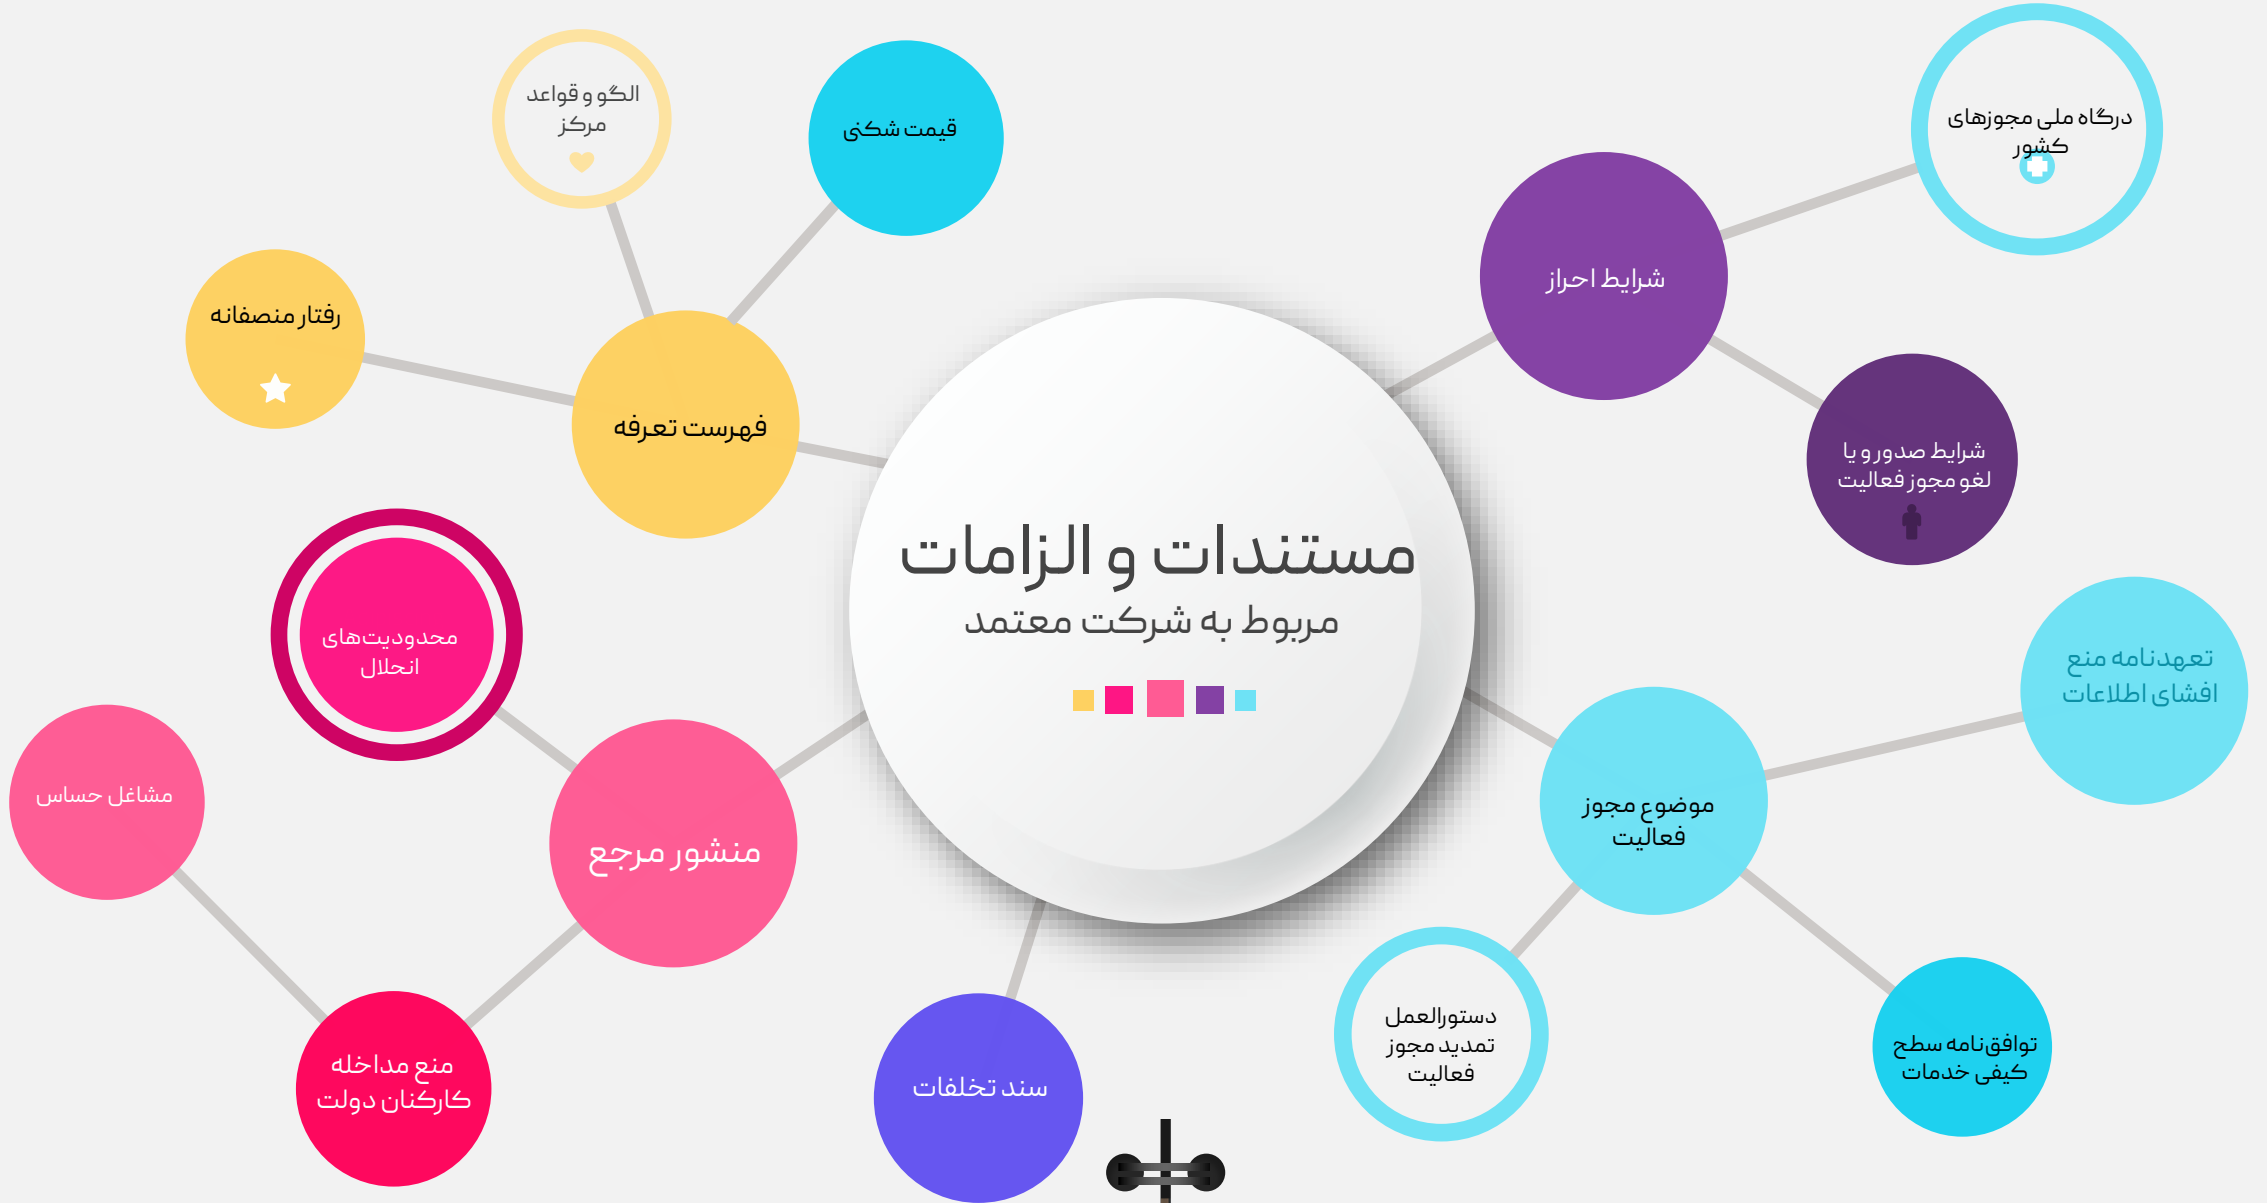 مستندات و الزامات
مربوط به شرکت معتمد
شرایط احراز
درگاه ملی مجوزهای
کشور
شرایط صدور و یا
لغو مجوز فعالیت
موضوع مجوز
فعالیت
تعهدنامه منع
افشای اطلاعات
توافق‌نامه سطح
کیفی خدمات
دستورالعمل
تمدید مجوز
فعالیت
سند تخلفات
منشور مرجع
محدودیت‌های
انحلال
منع مداخله
کارکنان دولت
مشاغل حساس
فهرست تعرفه
قیمت شکنی
الگو و قواعد
مرکز
رفتار منصفانه